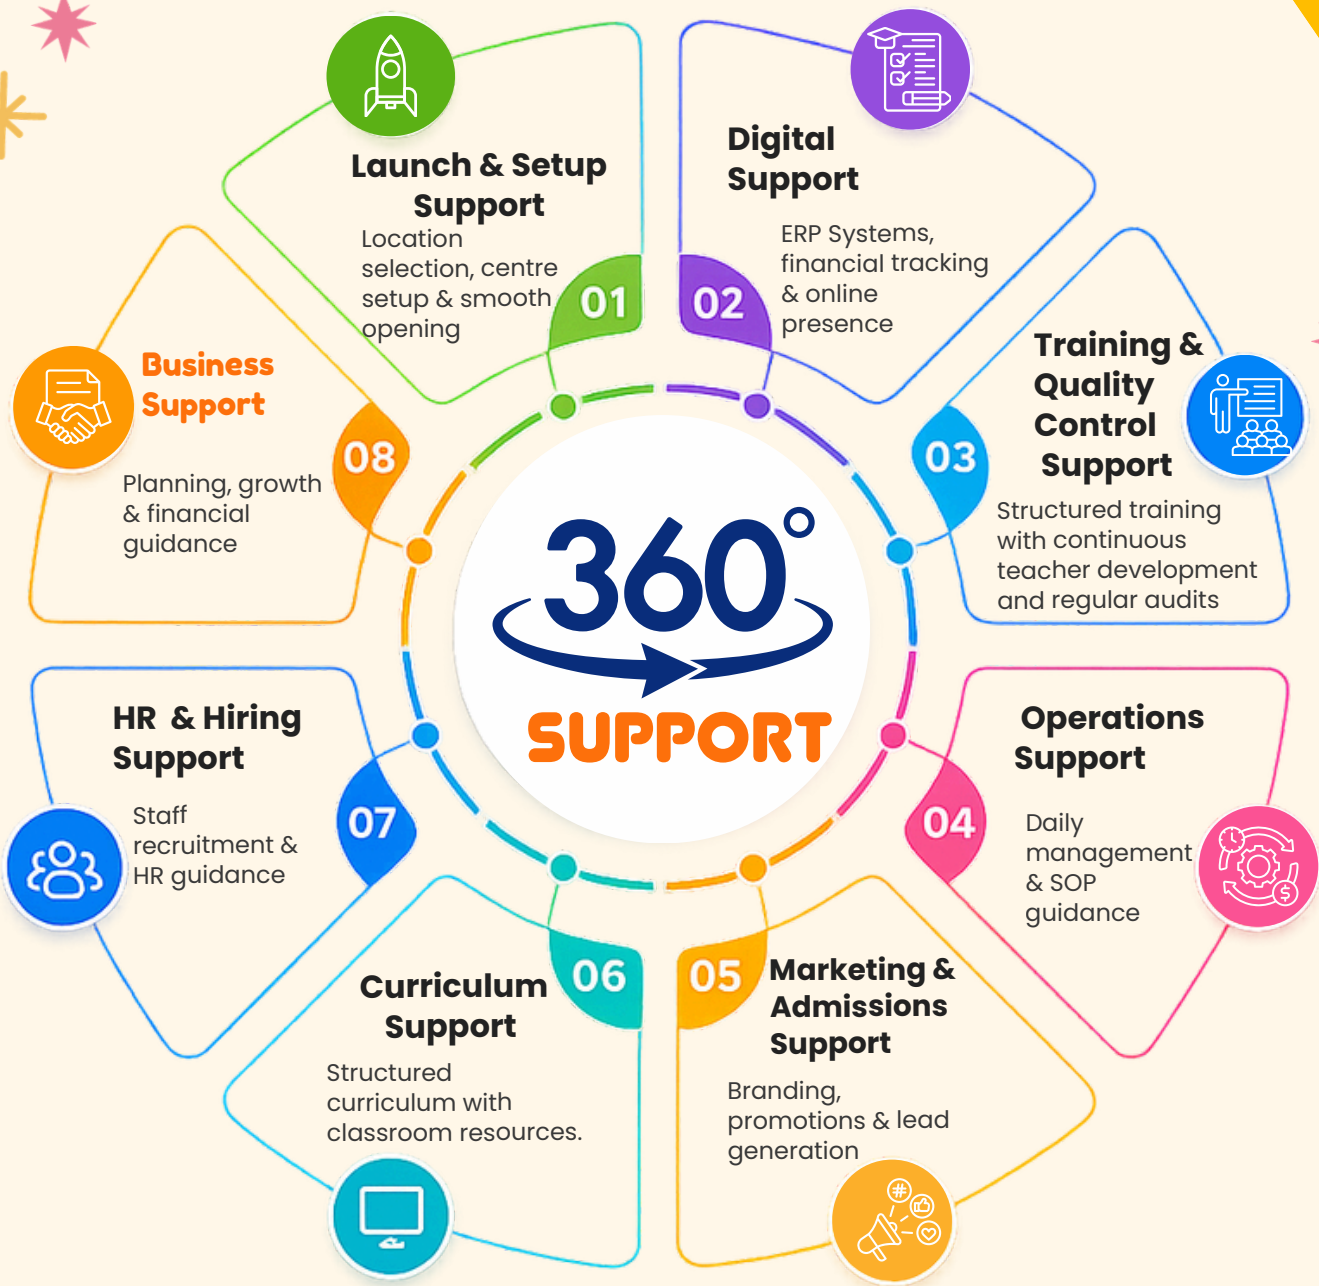 360°
SUPPORT
Launch & Setup
Support
Location
selection, centre
setup & smooth
opening
01
Digital
Support
ERP Systems,
financial tracking
& online
presence
02
Training &
Quality
Control
Support
Structured training
with continuous
teacher development
and regular audits
03
Operations
Support
Daily
management
& SOP
guidance
04
$
Marketing &
Admissions
Support
Branding,
promotions & lead
generation
05
#
Curriculum
Support
Structured
curriculum with
classroom resources.
06
HR & Hiring
Support
Staff
recruitment &
HR guidance
07
Business
Support
Planning, growth
& financial
guidance
08